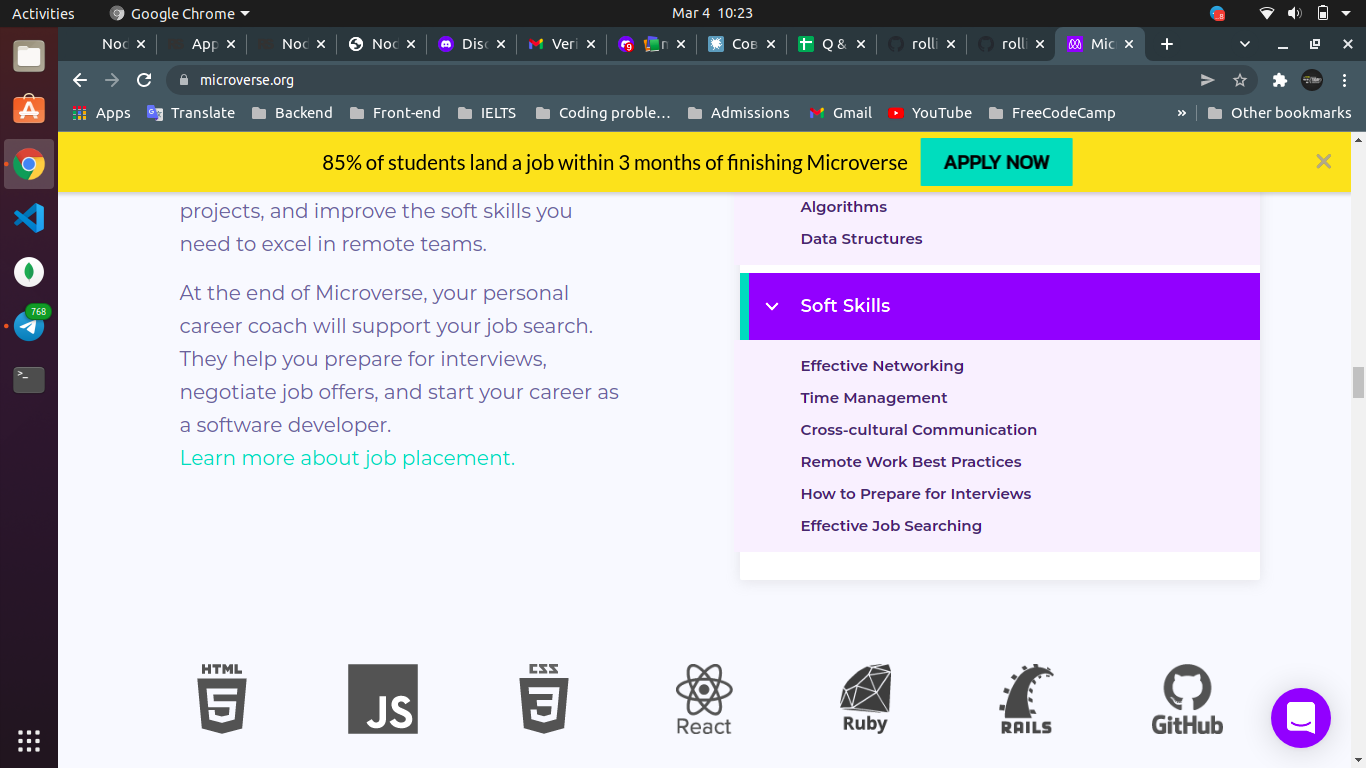 Activities
Google Chrome
Mar 4 10:23
8
Nod
App
Nod
Nod
Disc
Veri
9
Q &
rolli
rolli
Mic
microverse.org
Apps
Translate
Backend
Front-end
IELTS
Coding proble…
Admissions
Gmail
YouTube
FreeCodeCamp
»
Other bookmarks
768
85% of students land a job within 3 months of finishing Microverse
APPLY NOW
projects, and improve the soft skills you
need to excel in remote teams.
At the end of Microverse, your personal
career coach will support your job search.
They help you prepare for interviews,
negotiate job offers, and start your career as
a software developer.
Learn more about job placement.
Algorithms
Data Structures
Soft Skills
Effective Networking
Time Management
Cross-cultural Communication
Remote Work Best Practices
How to Prepare for Interviews
Effective Job Searching
HTML 5
JS
CSS 3
React
Ruby
RAILS
GitHub